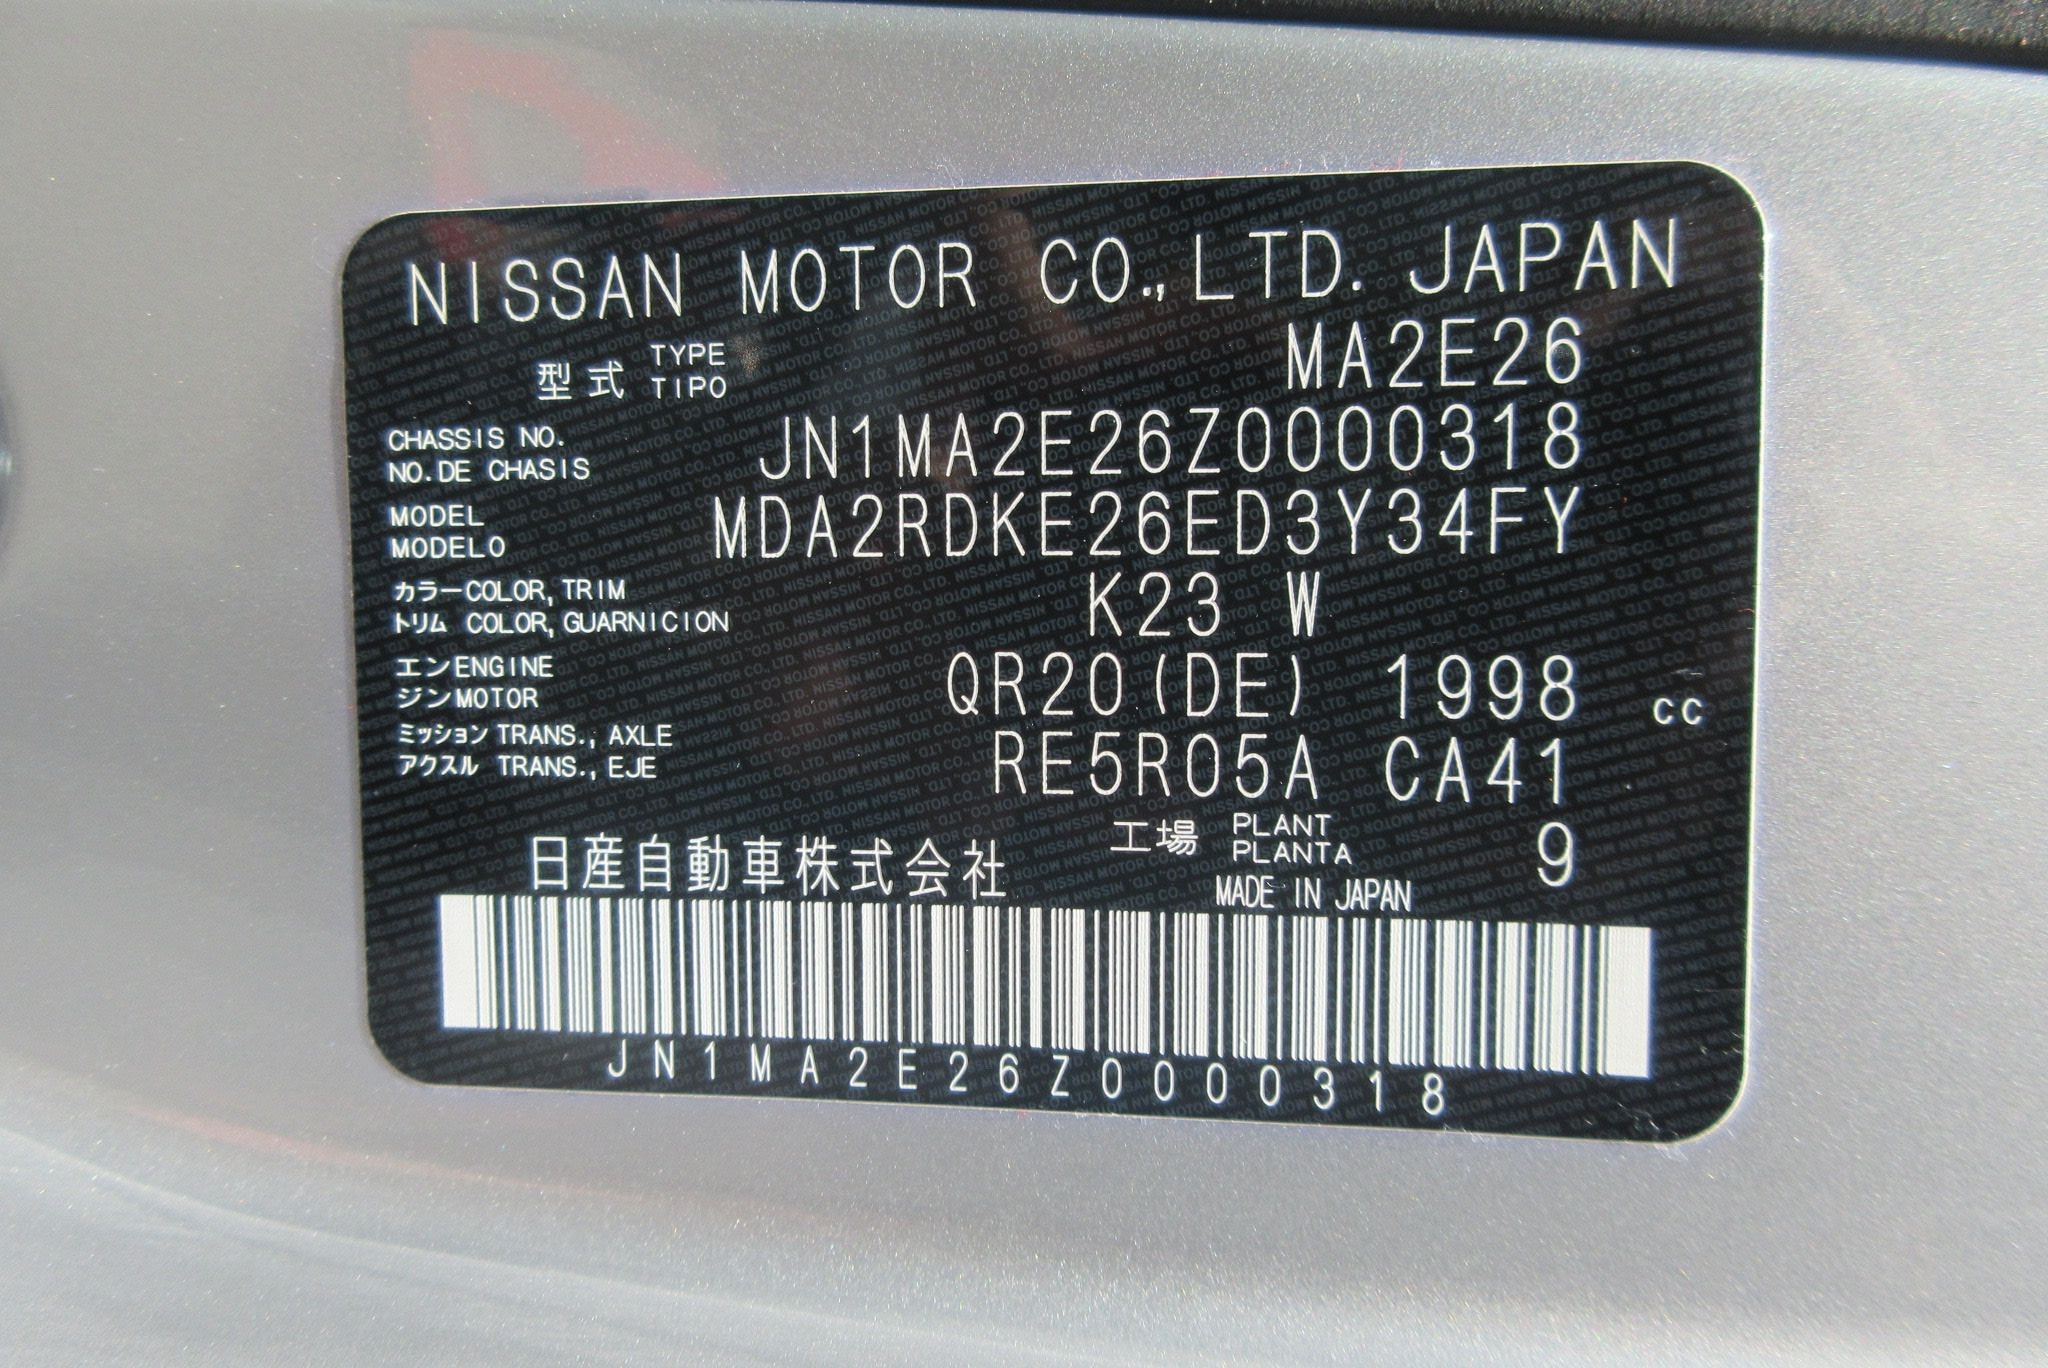 NISSAN MOTOR CO.,LTD. JAPAN
型式 TYPE MA2E26
TIPO
CHASSIS NO. JN1MA2E26Z0000318
NO.DE CHASIS
MODEL MDA2RDKE26ED3Y34FY
MODELO
カラーCOLOR,TRIM K23 W
トリム COLOR,GUARNICION
エンENGINE QR20(DE) 1998 cc
ジンMOTOR
ミッション TRANS.,AXLE RE5R05A CA41
アクスル TRANS.,EJE
工場 PLANT 9
PLANTA
日産自動車株式会社 MADE IN JAPAN
JN1MA2E26Z0000318